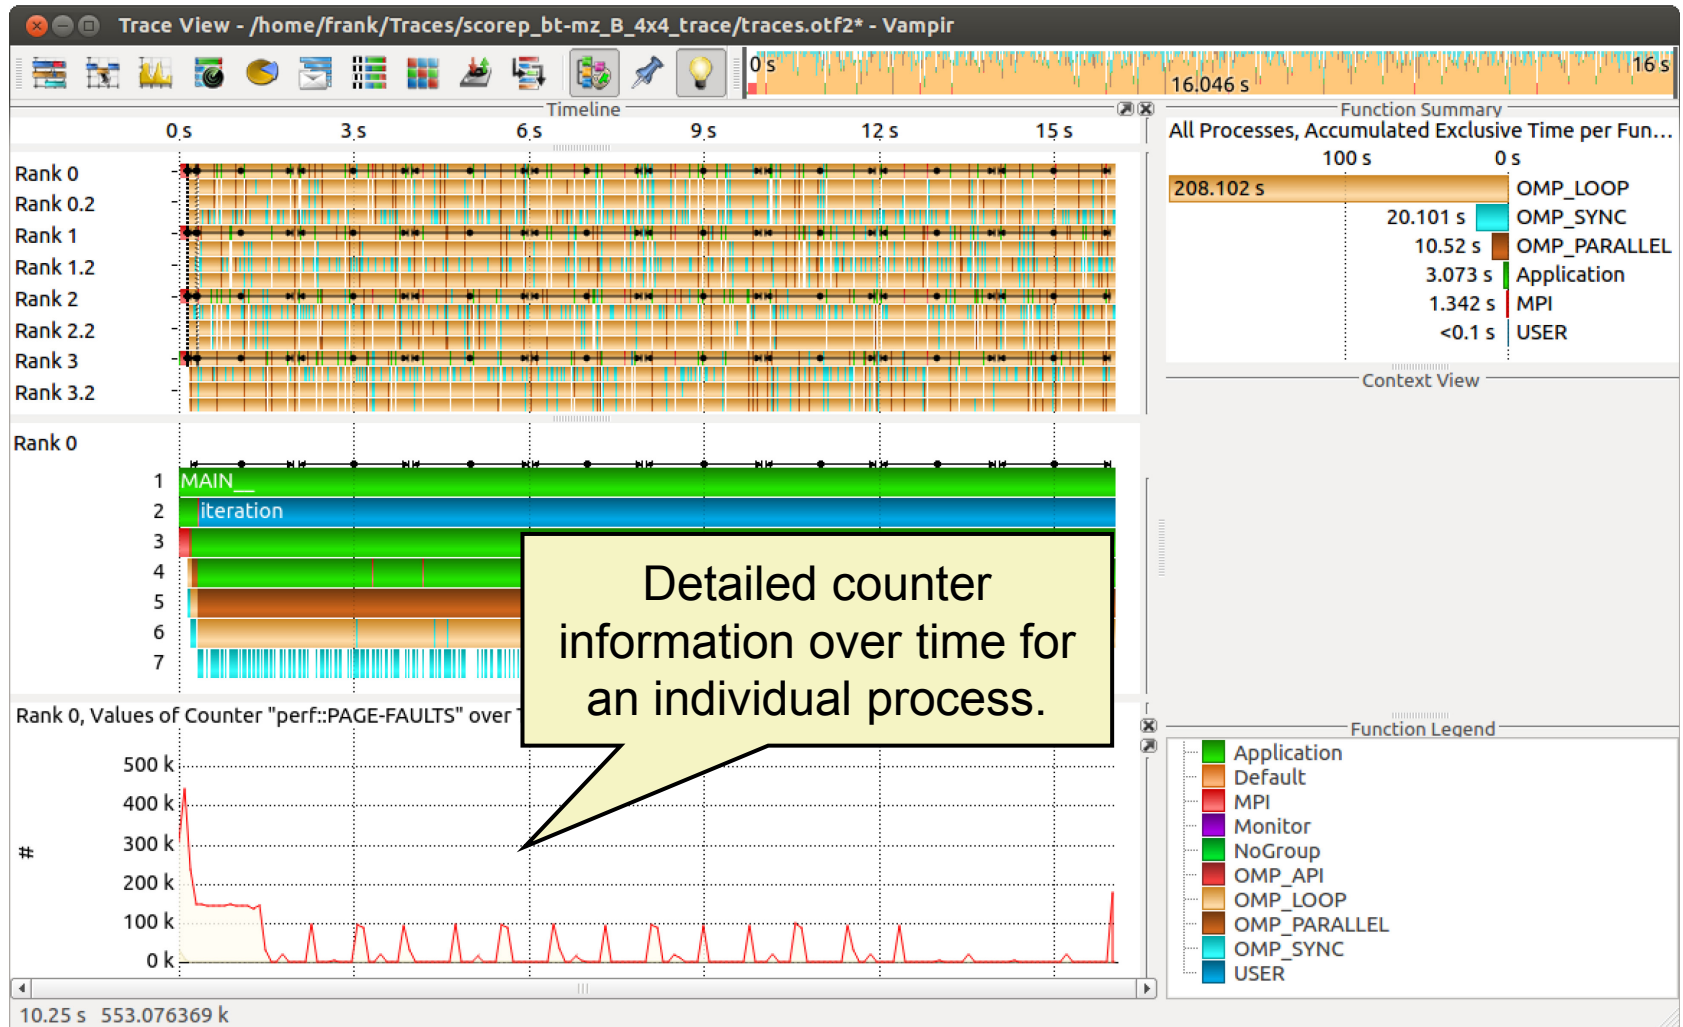 Trace View - /home/frank/Traces/scorep_bt-mz_B_4x4_trace/traces.otf2* - Vampir
0 s
16 s
16.046 s
Timeline
0 s
3 s
6 s
9 s
12 s
15 s
Rank 0
Rank 0.2
Rank 1
Rank 1.2
Rank 2
Rank 2.2
Rank 3
Rank 3.2
Rank 0
1
MAIN__
2
iteration
3
4
5
6
7
Detailed counter
information over time for
an individual process.
Rank 0, Values of Counter "perf::PAGE-FAULTS" over
500 k
400 k
300 k
200 k
100 k
0 k
#
Function Summary
All Processes, Accumulated Exclusive Time per Fun...
100 s
0 s
208.102 s
OMP_LOOP
20.101 s
OMP_SYNC
10.52 s
OMP_PARALLEL
3.073 s
Application
1.342 s
MPI
<0.1 s
USER
Context View
Function Legend
Application
Default
MPI
Monitor
NoGroup
OMP_API
OMP_LOOP
OMP_PARALLEL
OMP_SYNC
USER
10.25 s 553.076369 k